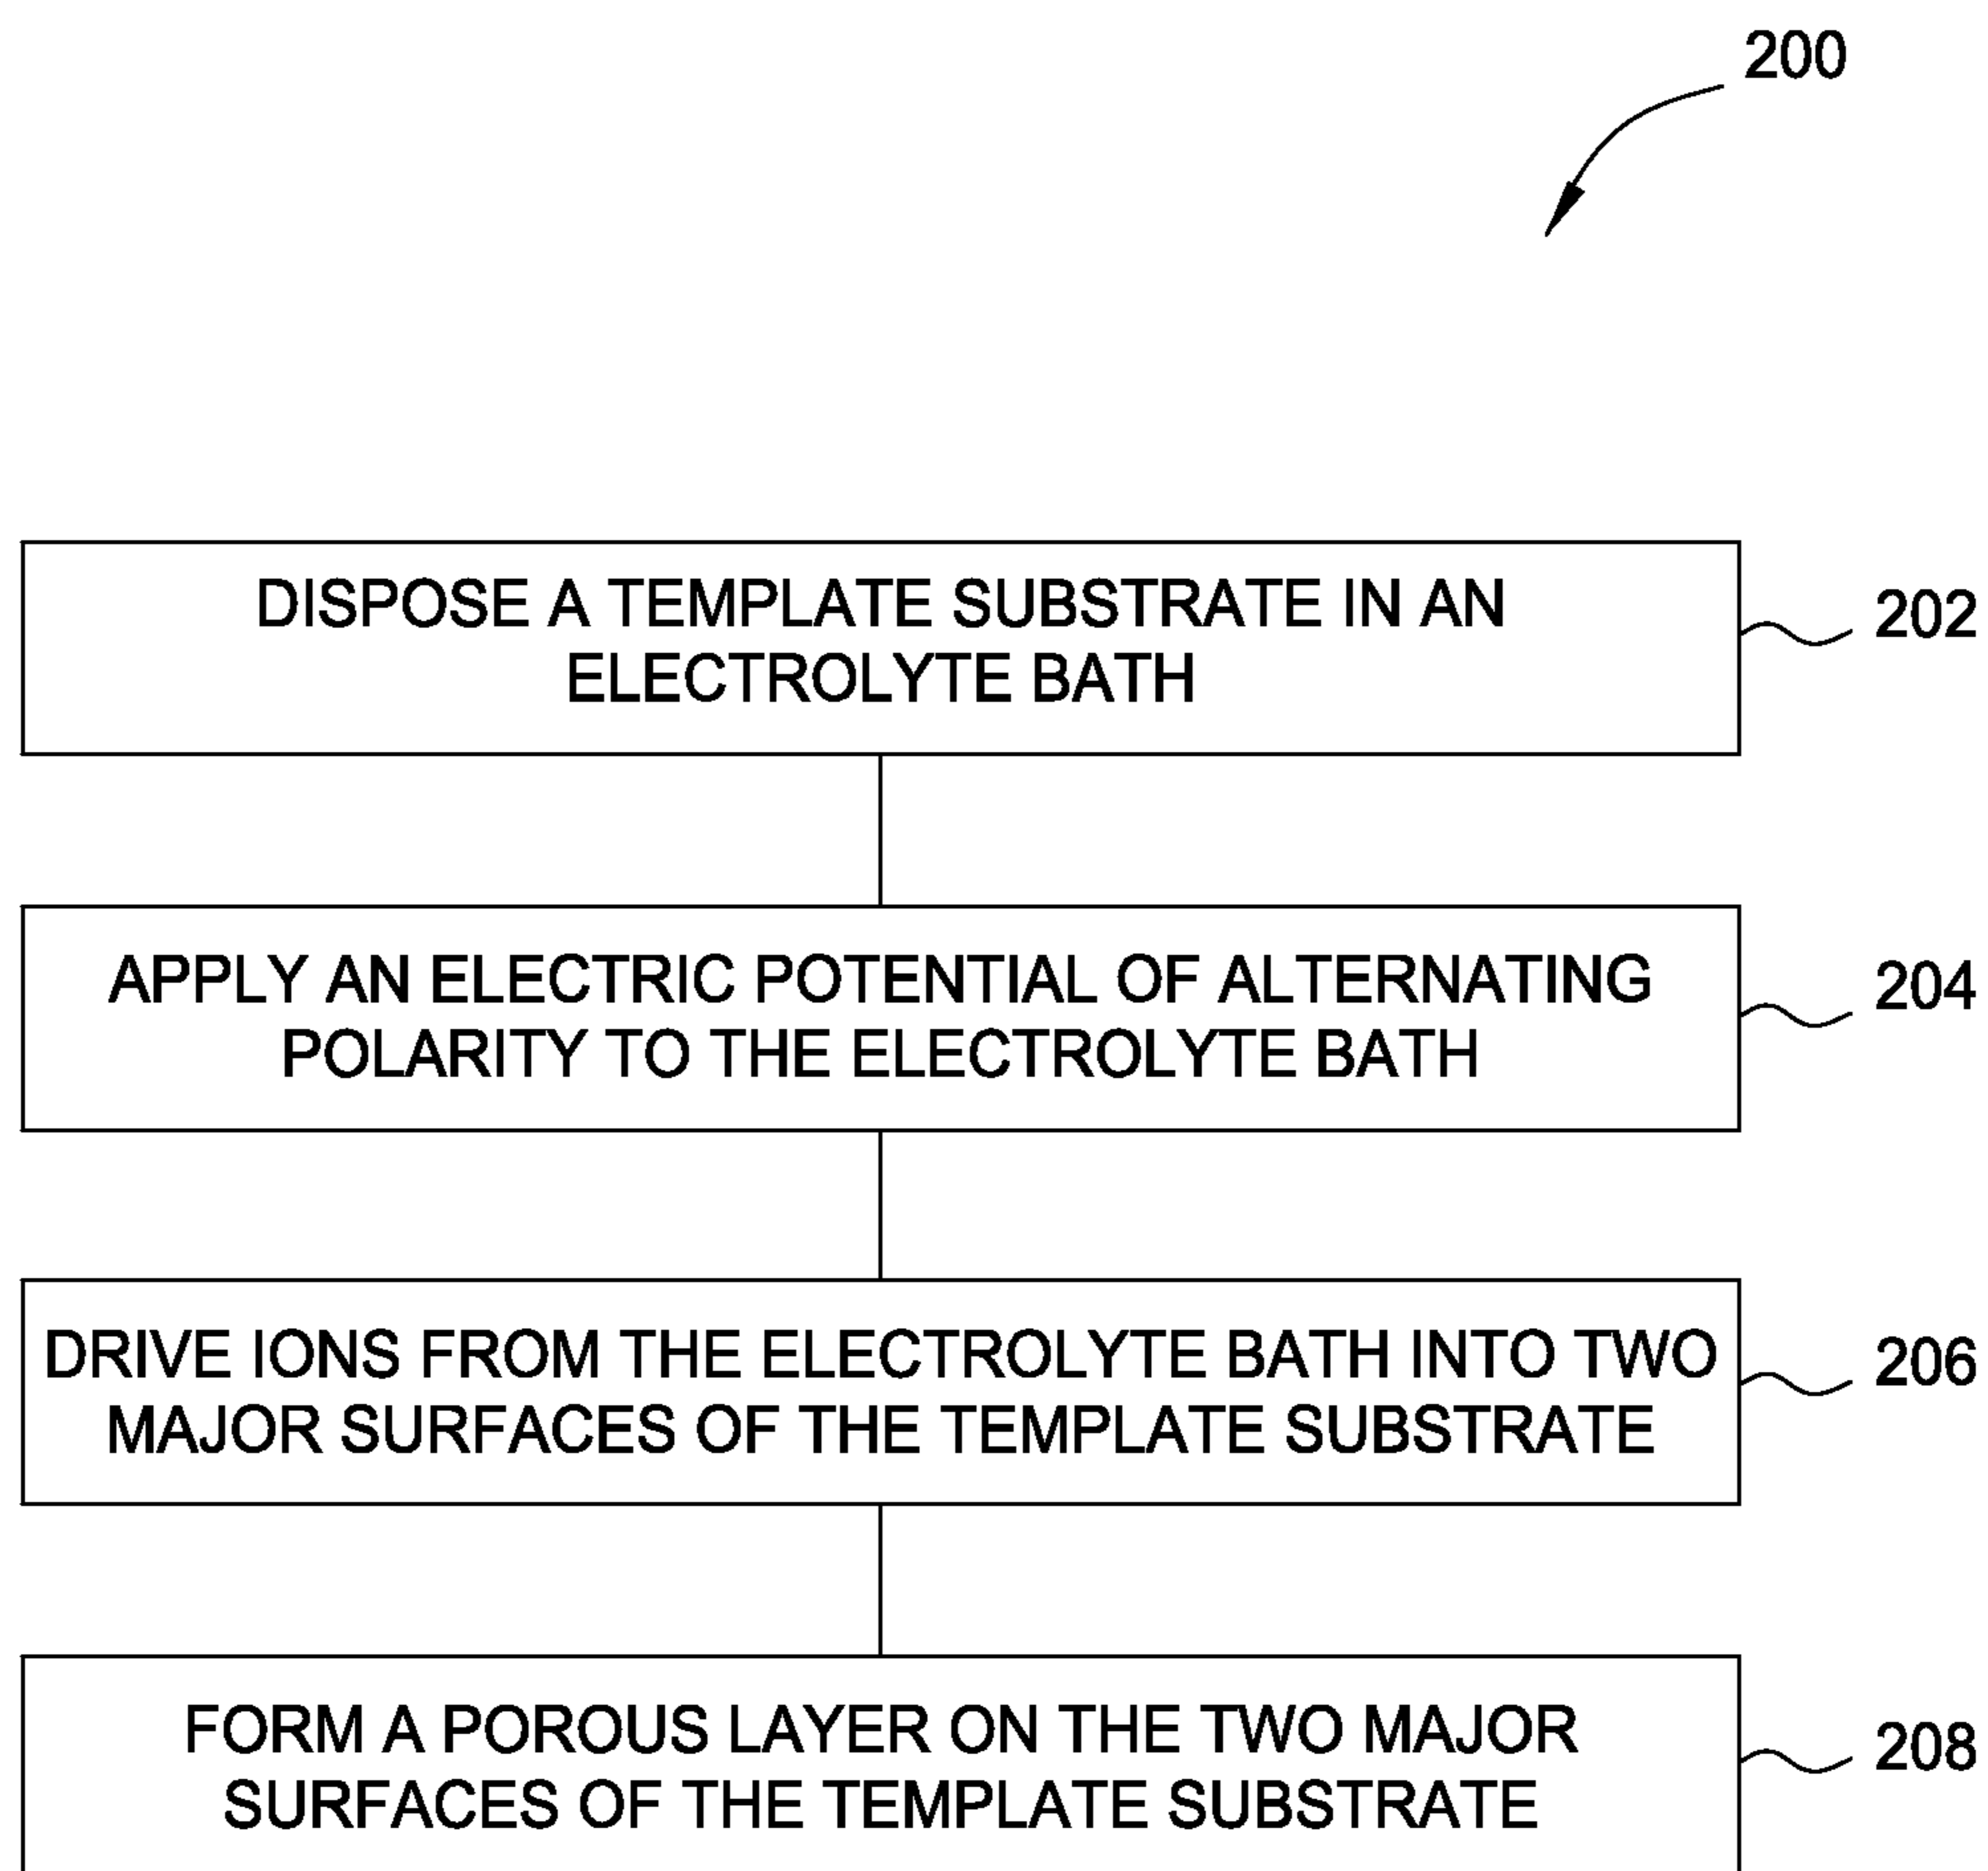 200
DISPOSE A TEMPLATE SUBSTRATE IN AN
ELECTROLYTE BATH
202
APPLY AN ELECTRIC POTENTIAL OF ALTERNATING
POLARITY TO THE ELECTROLYTE BATH
204
DRIVE IONS FROM THE ELECTROLYTE BATH INTO TWO
MAJOR SURFACES OF THE TEMPLATE SUBSTRATE
206
FORM A POROUS LAYER ON THE TWO MAJOR
SURFACES OF THE TEMPLATE SUBSTRATE
208